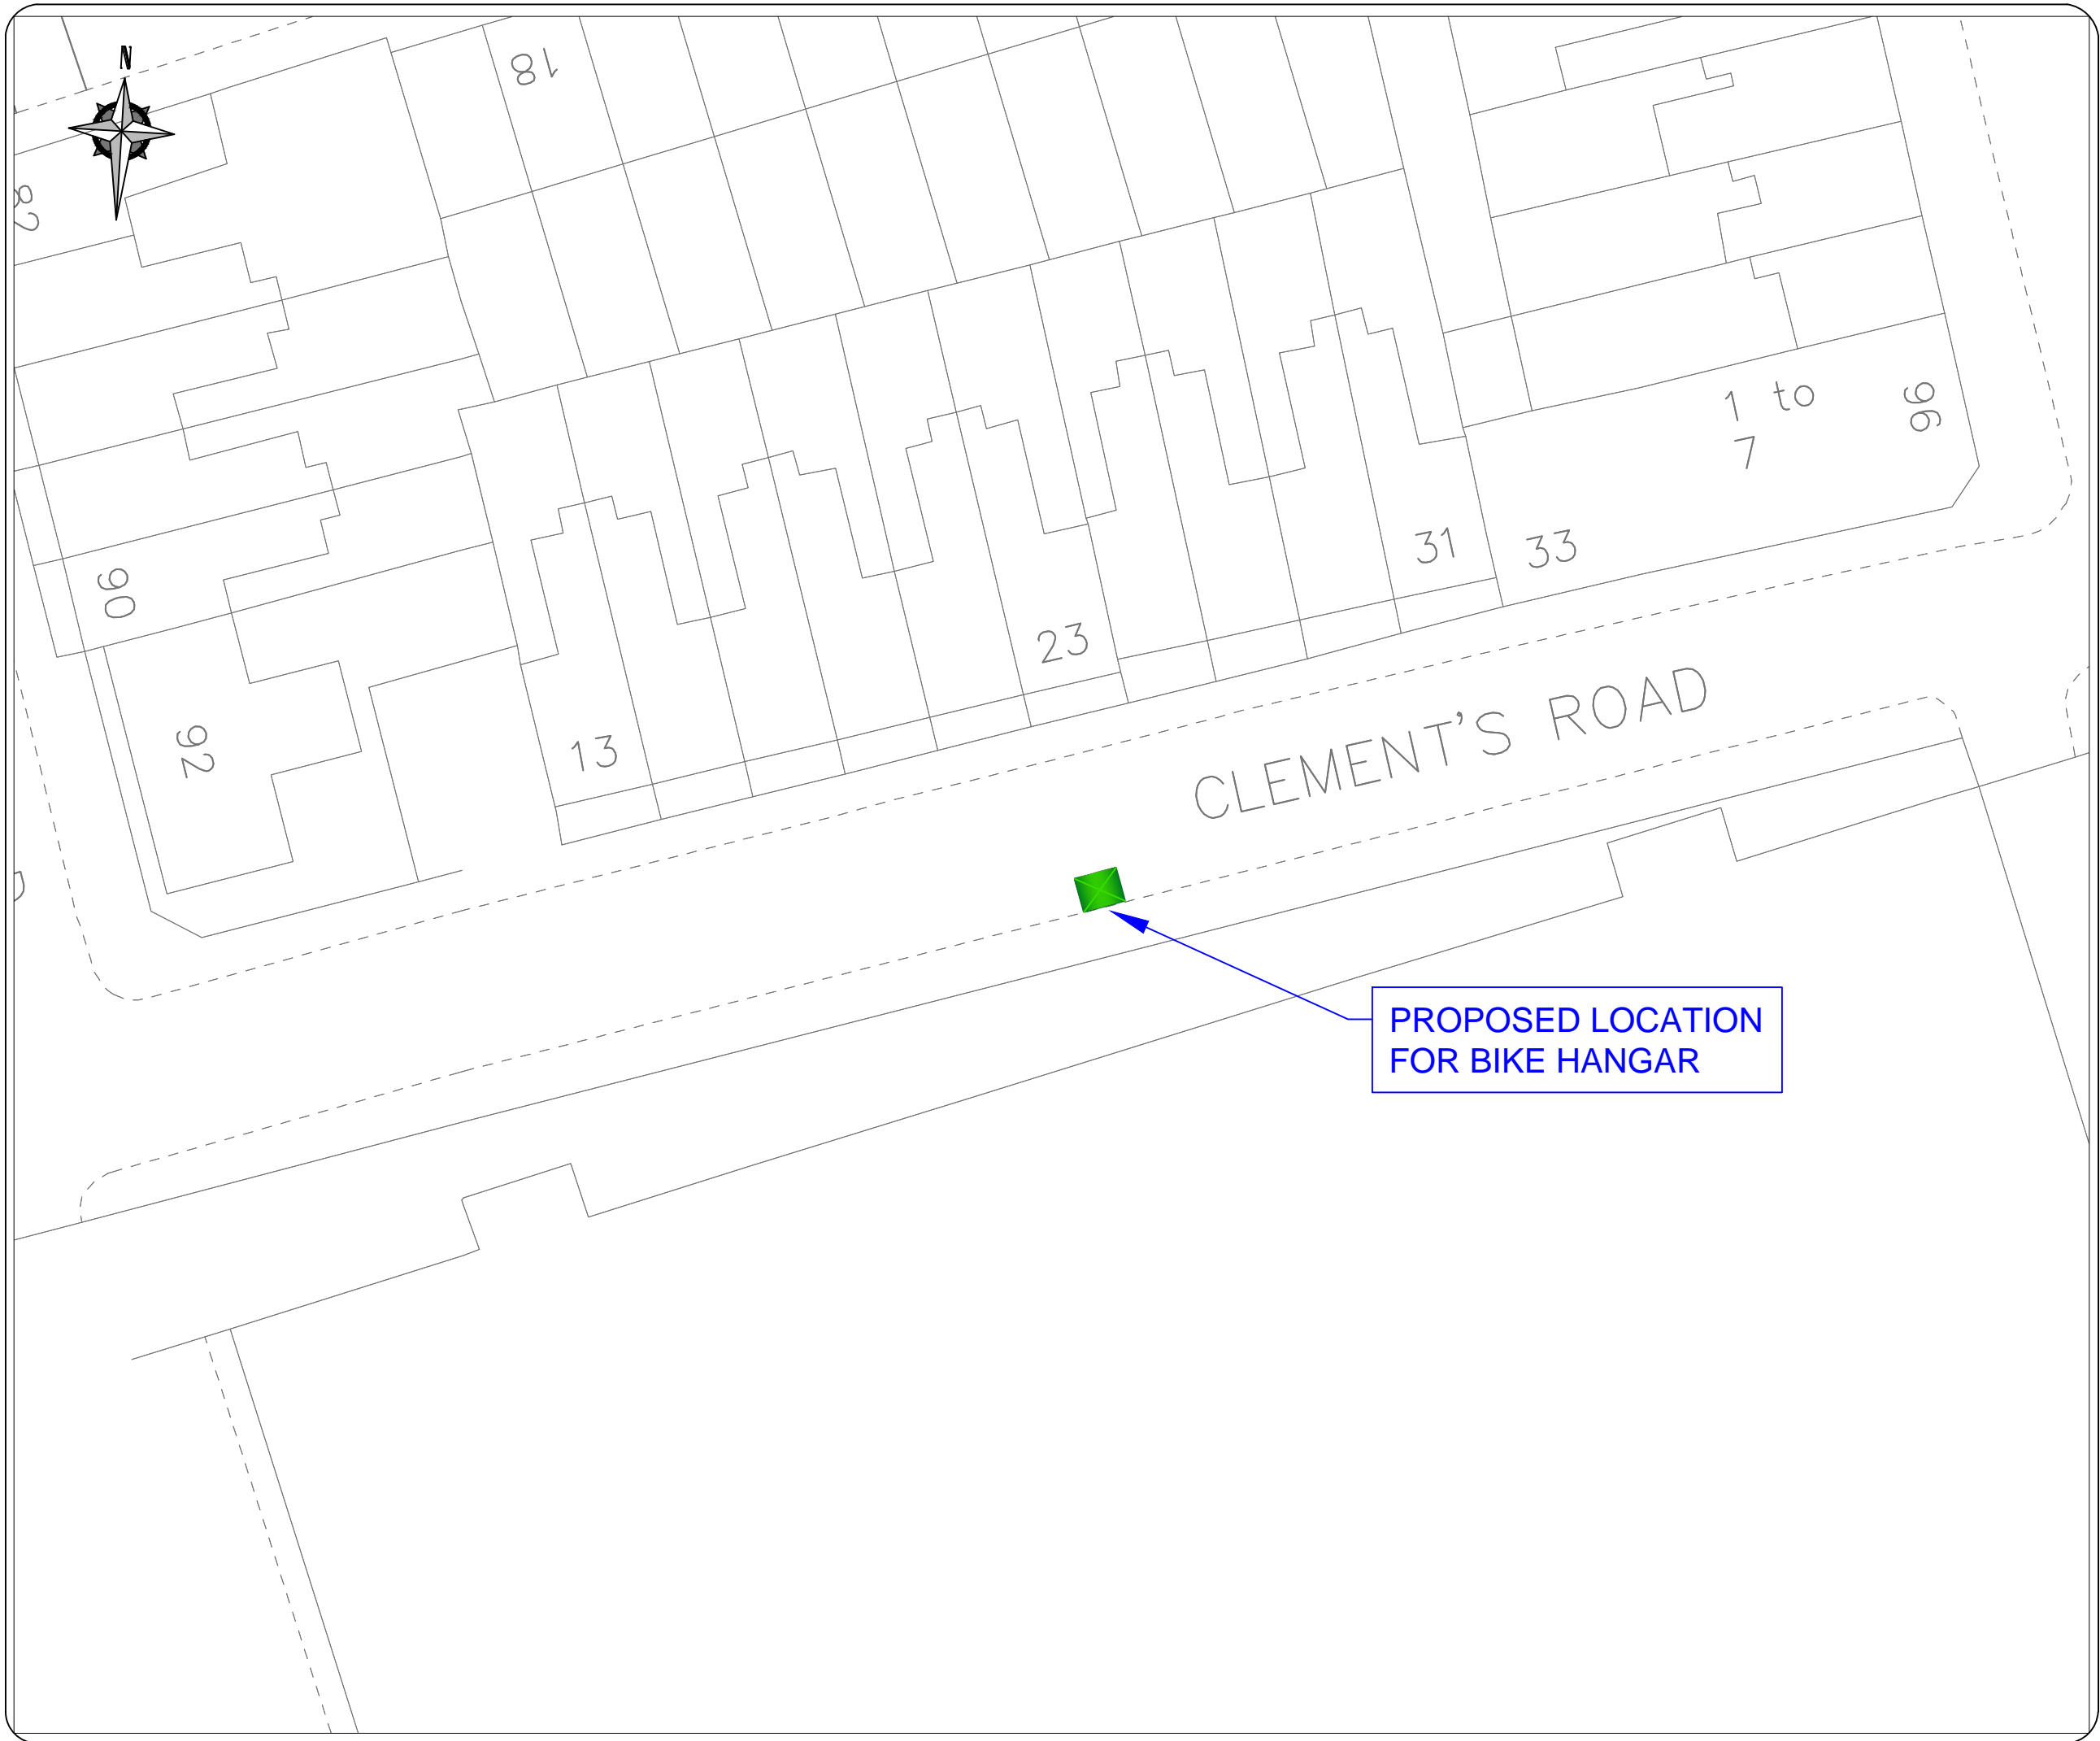 N
18
82
1 to
7
96
90
31
33
23
92
13
CLEMENT'S ROAD
PROPOSED LOCATION
FOR BIKE HANGAR